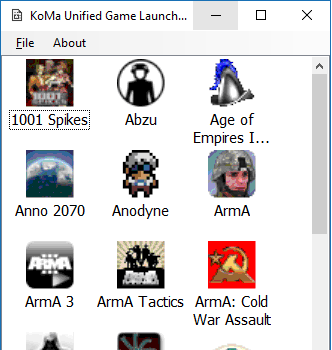 KoMa Unified Game Launch...
File About
1001 Spikes Abzu Age of
Empires I...
Anno 2070 Anodyne ArmA
ArmA 3 ArmA Tactics ArmA: Cold
War Assault